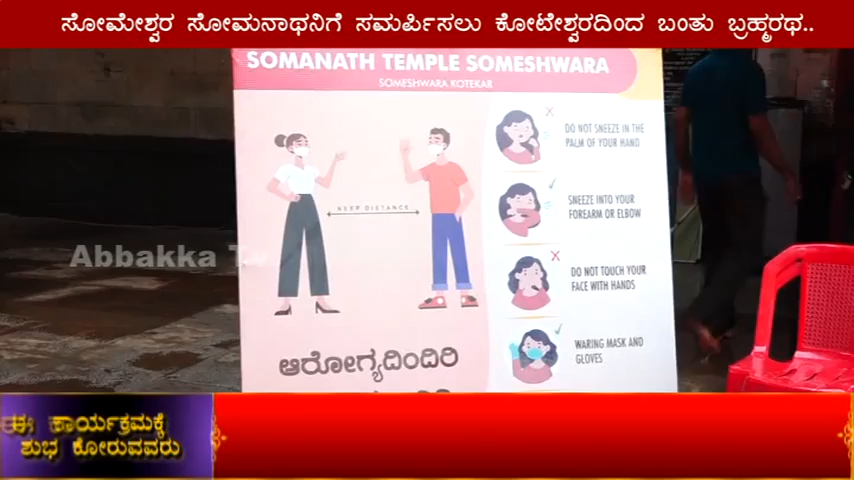 ಸೋಮೇಶ್ವರ ಸೋಮನಾಥನಿಗೆ ಸಮರ್ಪಿಸಲು ಕೋಟೇಶ್ವರದಿಂದ ಬಂತು ಬ್ರಹ್ಮರಥ..
SOMANATH TEMPLE SOMESHWARA
SOMESHWARA KOTEKAR
DO NOT SNEEZE IN THE
PALM OF YOUR HAND
KEEP DISTANCE
SNEEZE INTO YOUR
FOREARM OR ELBOW
Abbakka T
DO NOT TOUCH YOUR
FACE WITH HANDS
WARING MASK AND
GLOVES
ಆರೋಗ್ಯದಿಂದಿರಿ
ಈ ಕಾರ್ಯಕ್ರಮಕ್ಕೆ
ಶುಭ ಕೋರುವವರು